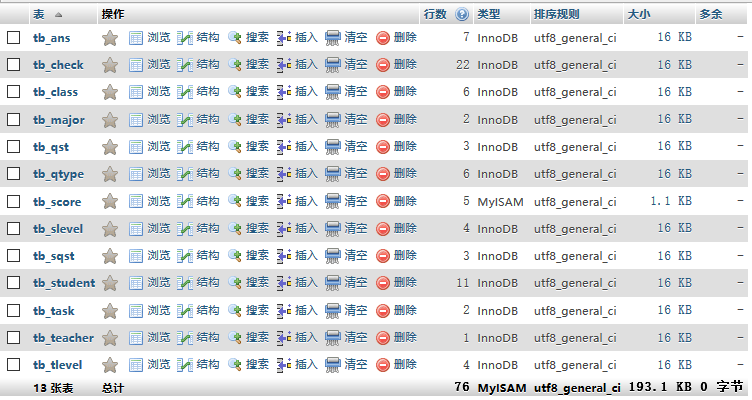 表 操作 行数 类型 排序规则 大小 多余
tb_ans 浏览 结构 搜索 插入 清空 删除 7 InnoDB utf8_general_ci 16 KB -
tb_check 浏览 结构 搜索 插入 清空 删除 22 InnoDB utf8_general_ci 16 KB -
tb_class 浏览 结构 搜索 插入 清空 删除 6 InnoDB utf8_general_ci 16 KB -
tb_major 浏览 结构 搜索 插入 清空 删除 2 InnoDB utf8_general_ci 16 KB -
tb_qst 浏览 结构 搜索 插入 清空 删除 3 InnoDB utf8_general_ci 16 KB -
tb_qtype 浏览 结构 搜索 插入 清空 删除 6 InnoDB utf8_general_ci 16 KB -
tb_score 浏览 结构 搜索 插入 清空 删除 5 MyISAM utf8_general_ci 1.1 KB -
tb_slevel 浏览 结构 搜索 插入 清空 删除 4 InnoDB utf8_general_ci 16 KB -
tb_sqst 浏览 结构 搜索 插入 清空 删除 3 InnoDB utf8_general_ci 16 KB -
tb_student 浏览 结构 搜索 插入 清空 删除 11 InnoDB utf8_general_ci 16 KB -
tb_task 浏览 结构 搜索 插入 清空 删除 2 InnoDB utf8_general_ci 16 KB -
tb_teacher 浏览 结构 搜索 插入 清空 删除 1 InnoDB utf8_general_ci 16 KB -
tb_tlevel 浏览 结构 搜索 插入 清空 删除 4 InnoDB utf8_general_ci 16 KB -
13 张表 总计 76 MyISAM utf8_general_ci 193.1 KB 0 字节